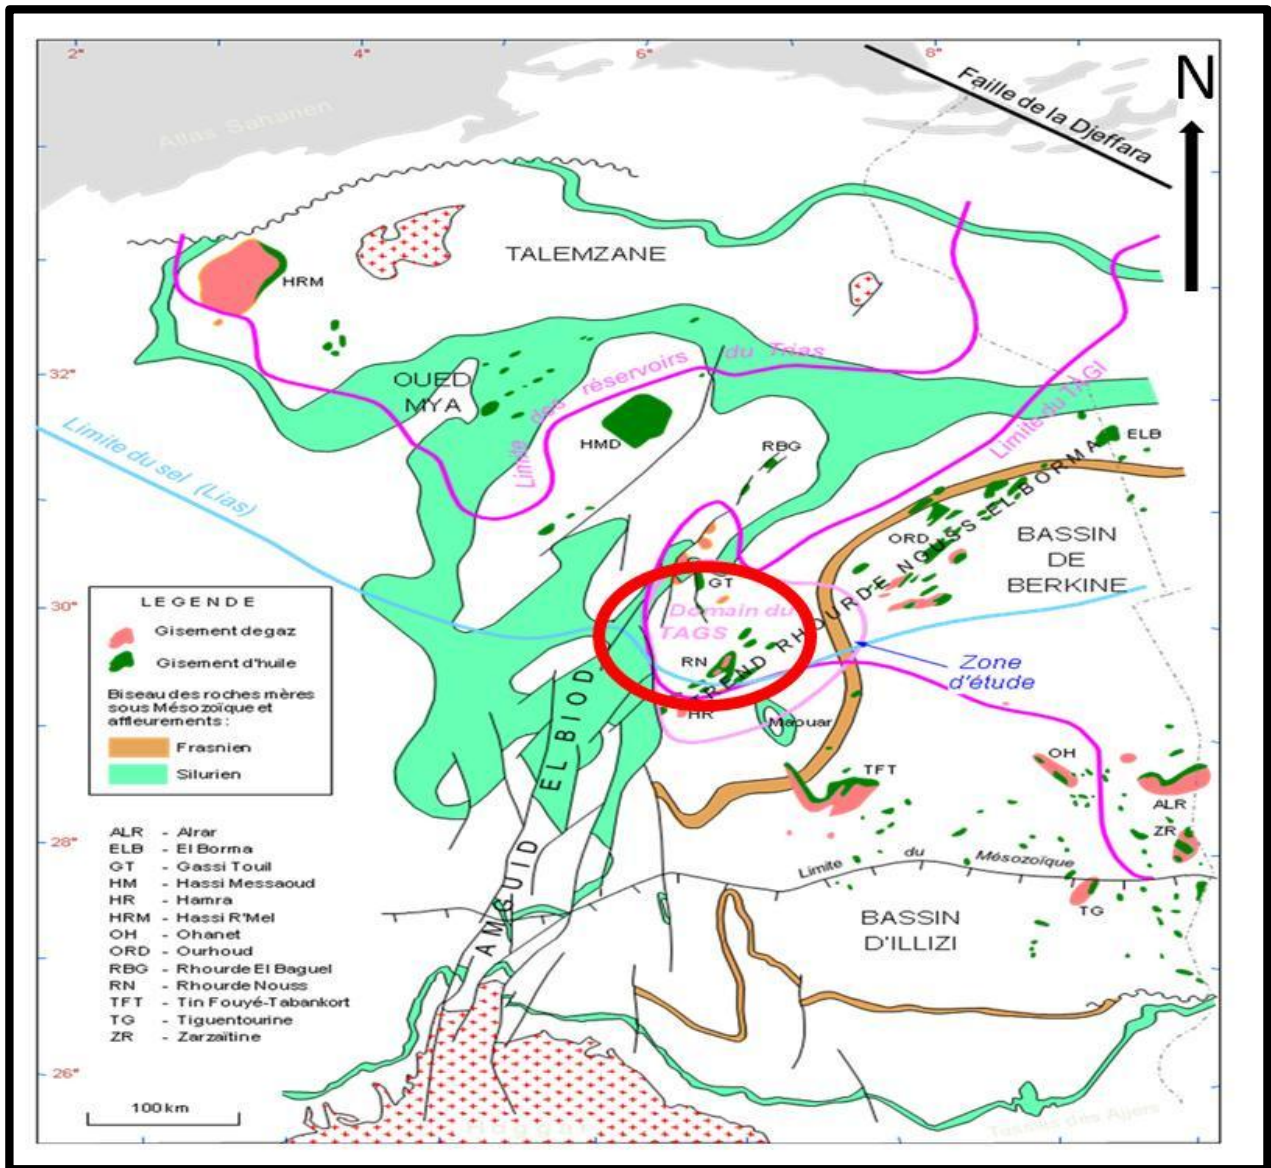 2°
4°
6°
8°
N
Faille de la Djeffara
Atlas Saharien
TALEMZANE
HRM
32°
OUED
MYA
Limite des réservoirs du Trias
HMD
RBG
Limite du TAGI
ELB
Limite du sel (Lias)
ORD
TREND RHOURDE NOUSS EL BORMA
BASSIN
DE
BERKINE
GT
30°
Domain du
TAGS
RN
Zone
d'étude
HR
Maouar
LEGENDE
Gisement de gaz
Gisement d'huile
Biseau des roches mères
sous Mésozoïque et
affleurements :
Frasnien
Silurien
AMGUID EL BIOD
TFT
OH
ALR
ZR
28°
Limite du Mésozoïque
TG
BASSIN
D'ILLIZI
ALR - Alrar
ELB - El Borma
GT - Gassi Touil
HM - Hassi Messaoud
HR - Hamra
HRM - Hassi R'Mel
OH - Ohanet
ORD - Ourhoud
RBG - Rhourde El Baguel
RN - Rhourde Nouss
TFT - Tin Fouyé-Tabankort
TG - Tiguentourine
ZR - Zarzaïtine
26°
100 km
Hoggar
Tassilis des Ajjers